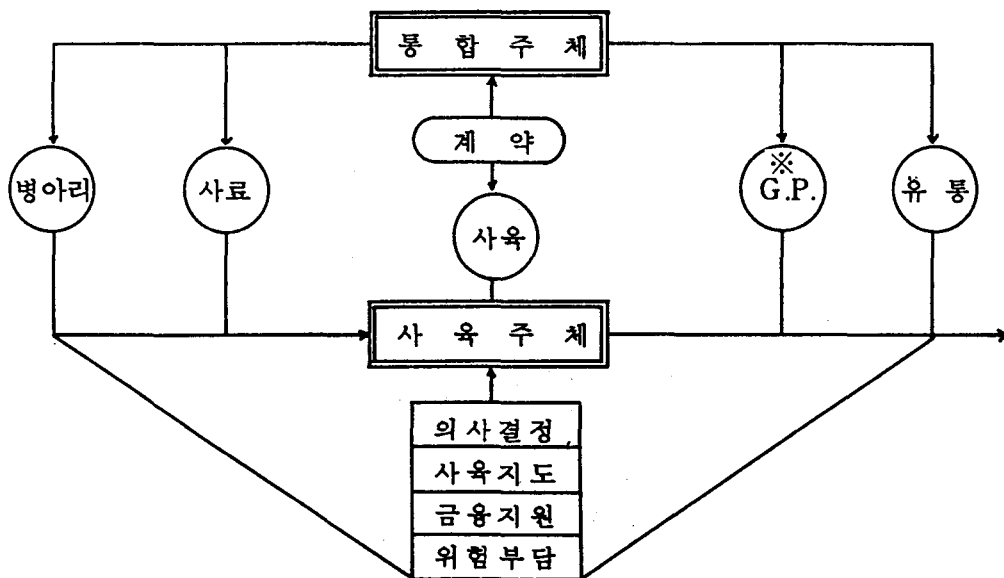 통 합 주 체
계 약
병아리
사료
※
G.P.
유 통
사육
사 육 주 체
의사결정
사육지도
금융지원
위험부담